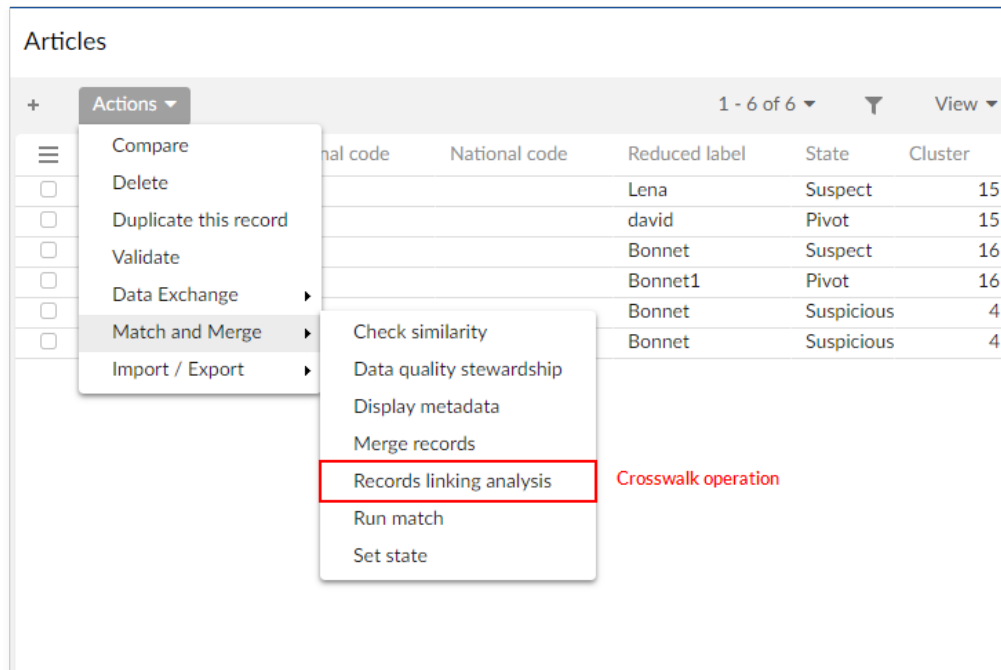 Articles
+ Actions 1 - 6 of 6 View
nal code National code Reduced label State Cluster
Lena Suspect 15
david Pivot 15
Bonnet Suspect 16
Bonnet1 Pivot 16
Bonnet Suspicious 4
Bonnet Suspicious 4
Compare
Delete
Duplicate this record
Validate
Data Exchange
Match and Merge
Import / Export
Check similarity
Data quality stewardship
Display metadata
Merge records
Records linking analysis Crosswalk operation
Run match
Set state